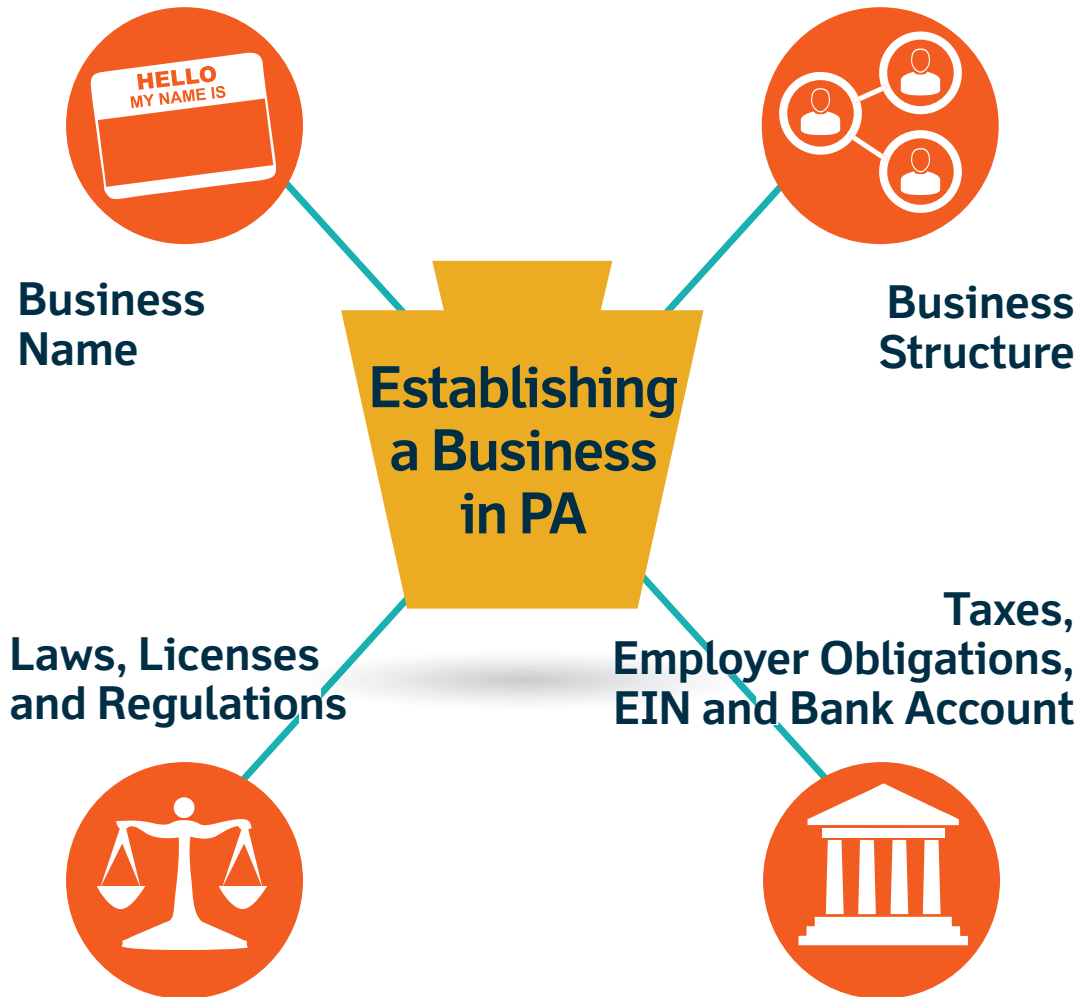 HELLO
MY NAME IS
Business
Name
Business
Structure
Establishing
a Business
in PA
Laws, Licenses
and Regulations
Taxes,
Employer Obligations,
EIN and Bank Account